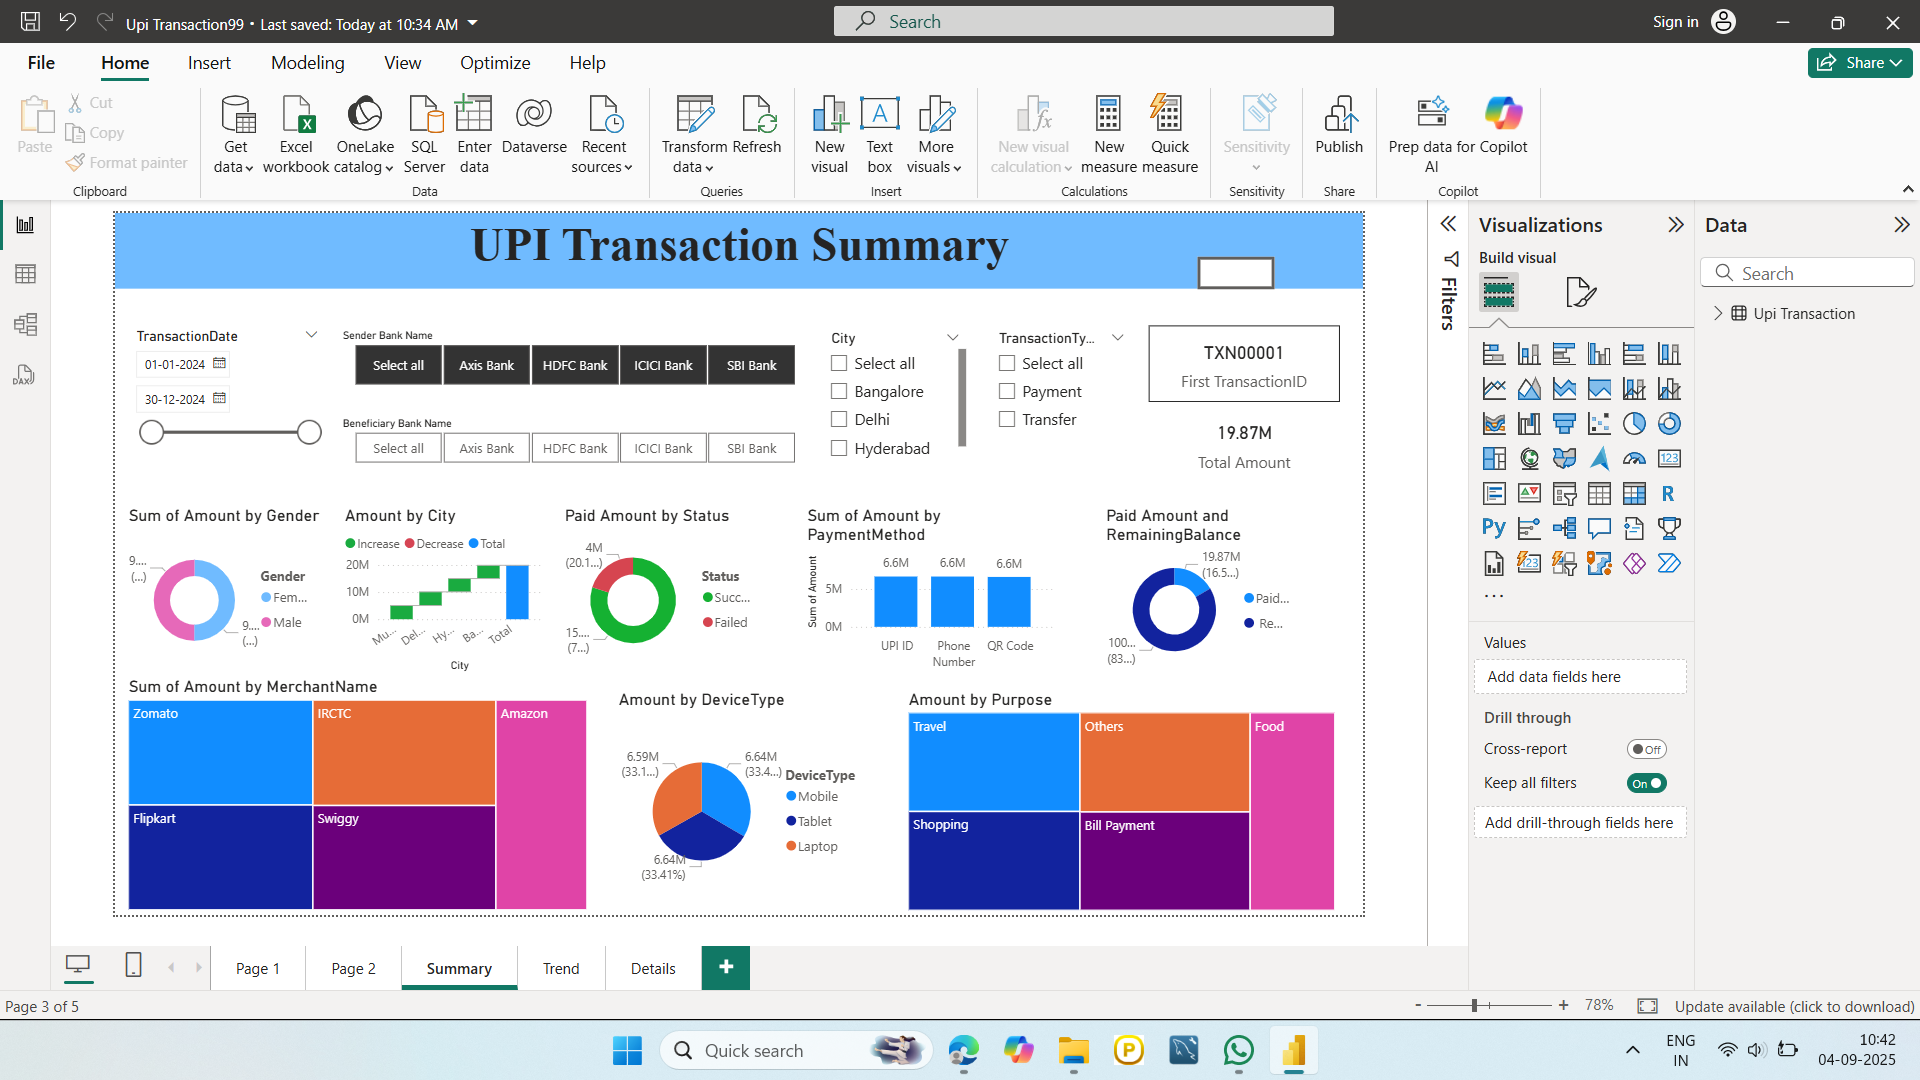 Upi Transaction99 • Last saved: Today at 10:34 AM
Search
Sign in
File
Home
Insert
Modeling
View
Optimize
Help
Share
Paste
Cut
Copy
Format painter
Clipboard
Get data
Excel workbook
OneLake catalog
SQL Server
Enter data
Dataverse
Recent sources
Data
Transform data
Refresh
Queries
New visual
Text box
More visuals
Insert
New visual calculation
New measure
Quick measure
Calculations
Sensitivity
Sensitivity
Publish
Share
Prep data for AI
Copilot
Copilot
UPI Transaction Summary
TransactionDate
01-01-2024
30-12-2024
Sender Bank Name
Select all
Axis Bank
HDFC Bank
ICICI Bank
SBI Bank
Beneficiary Bank Name
Select all
Axis Bank
HDFC Bank
ICICI Bank
SBI Bank
City
Select all
Bangalore
Delhi
Hyderabad
TransactionTy...
Select all
Payment
Transfer
TXN00001
First TransactionID
19.87M
Total Amount
Sum of Amount by Gender
9....
(...)
9....
(...)
Gender
Fem...
Male
Amount by City
Increase
Decrease
Total
20M
10M
0M
Mu...
Del...
Hy...
Ba...
Total
City
Paid Amount by Status
4M
(20.1...)
15....
(7...)
Status
Succ...
Failed
Sum of Amount by
PaymentMethod
Sum of Amount
5M
0M
6.6M
6.6M
6.6M
UPI ID
Phone Number
QR Code
Paid Amount and
RemainingBalance
19.87M
(16.5...)
100...
(83...)
Paid...
Re...
Sum of Amount by MerchantName
Zomato
IRCTC
Amazon
Flipkart
Swiggy
Amount by DeviceType
6.59M
(33.1...)
6.64M
(33.4...)
6.64M
(33.41%)
DeviceType
Mobile
Tablet
Laptop
Amount by Purpose
Travel
Others
Food
Shopping
Bill Payment
Filters
Visualizations
Build visual
123
R
Py
123
...
Values
Add data fields here
Drill through
Cross-report
Off
Keep all filters
On
Add drill-through fields here
Data
Search
Upi Transaction
DAX
Page 1
Page 2
Summary
Trend
Details
+
Page 3 of 5
-
+
78%
Update available (click to download)
Quick search
ENG
IN
10:42
04-09-2025